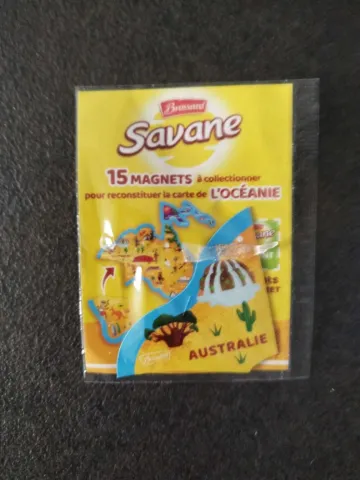 Brossard
Savane
15 MAGNETS à collectionner
pour reconstituer la carte de L'OCÉANIE
AUSTRALIE